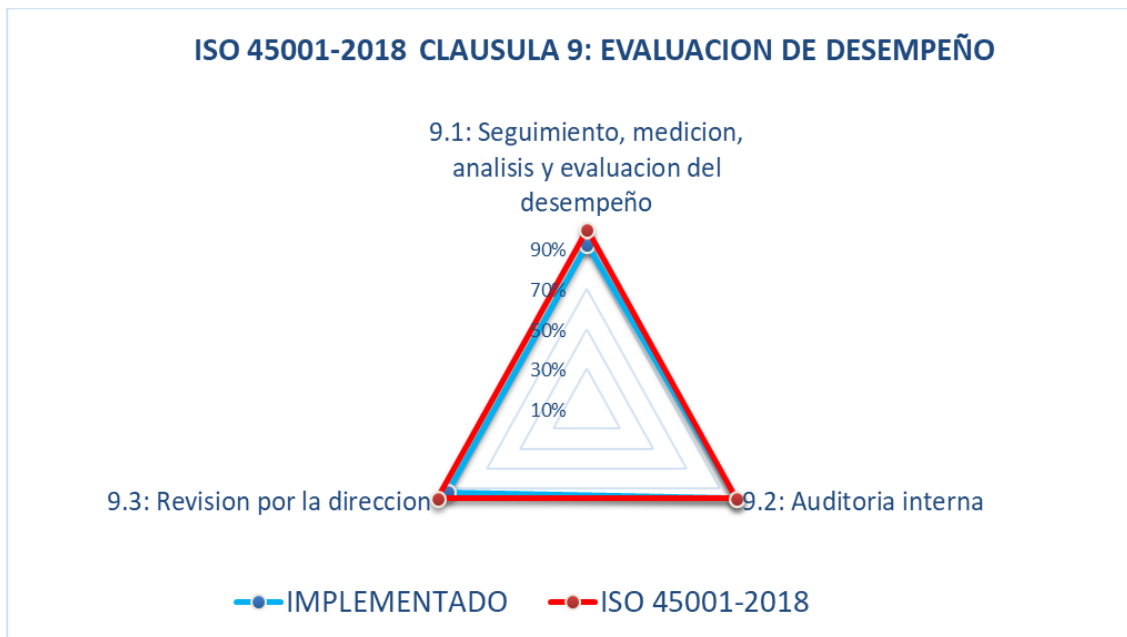 ISO 45001-2018 CLAUSULA 9: EVALUACION DE DESEMPEÑO
9.1: Seguimiento, medicion,
analisis y evaluacion del
desempeño
90%
70%
50%
30%
10%
9.3: Revision por la direccion
9.2: Auditoria interna
IMPLEMENTADO
ISO 45001-2018